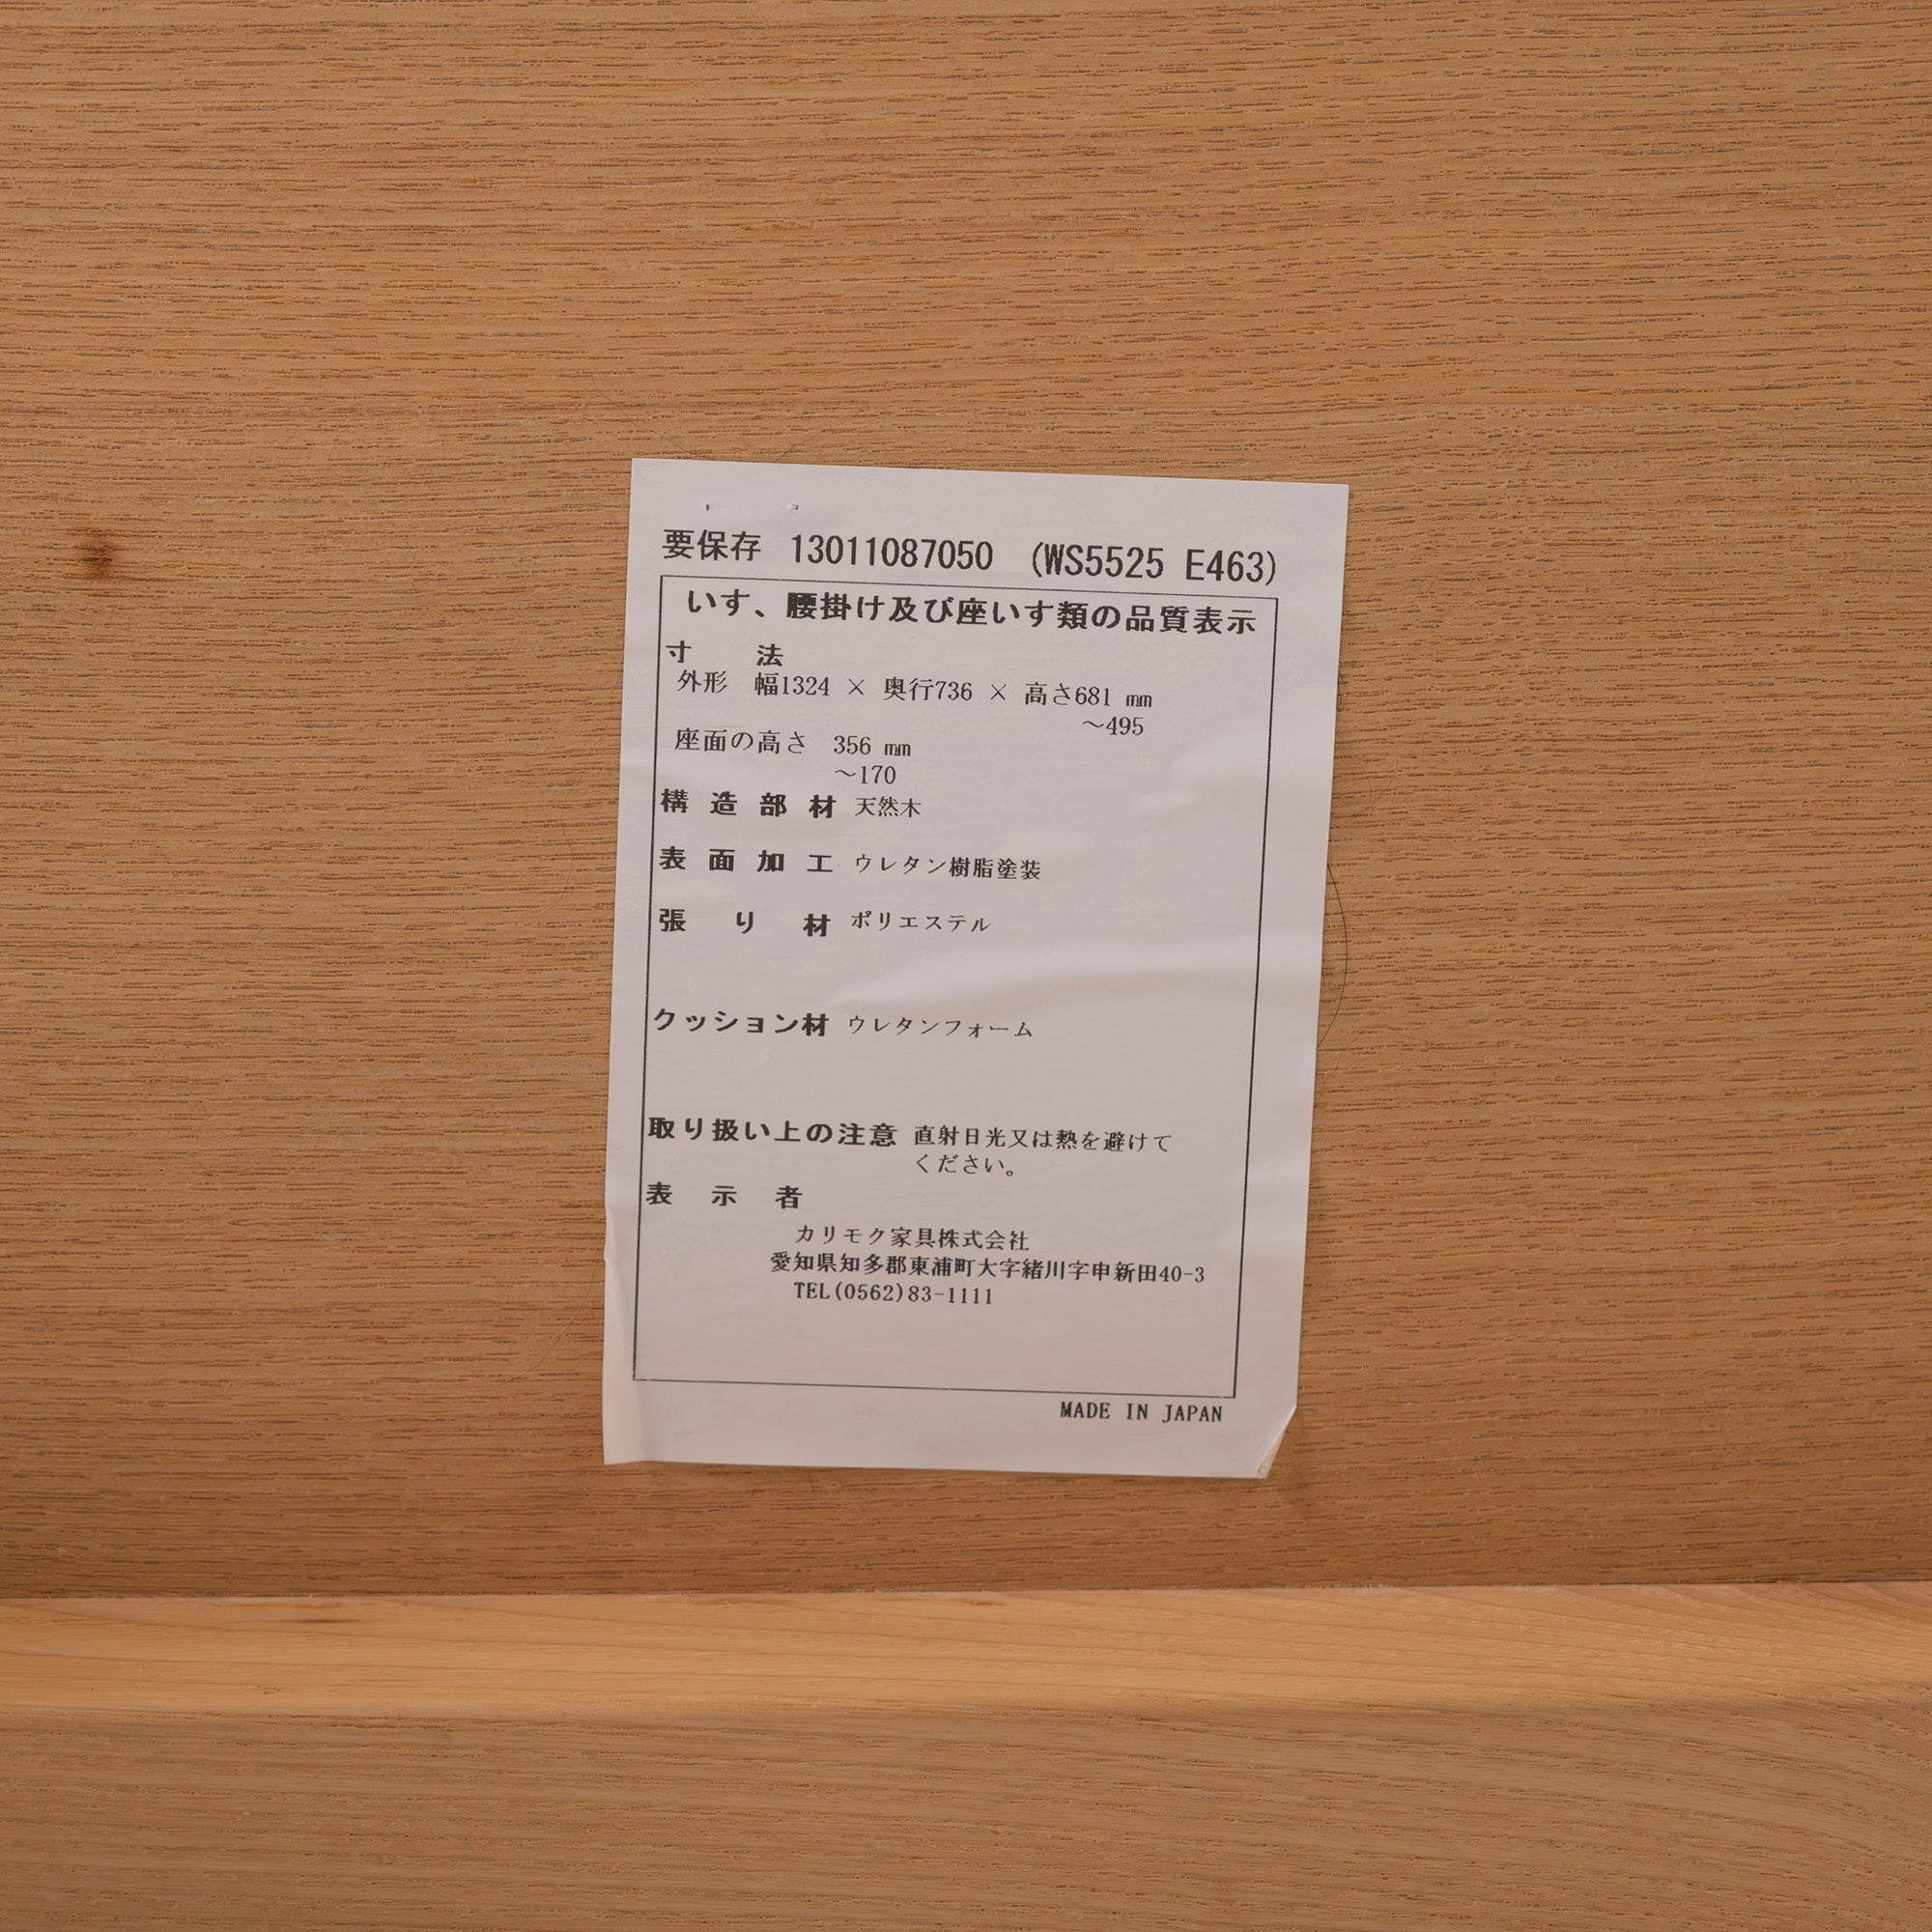 要保存 13011087050 (WS5525 E463)
いす、腰掛け及び座いす類の品質表示
寸 法
外形 幅1324 × 奥行736 × 高さ681 mm
～495
座面の高さ 356 mm
～170
構造部材 天然木
表面加工 ウレタン樹脂塗装
張り材 ポリエステル
クッション材 ウレタンフォーム
取り扱い上の注意 直射日光又は熱を避けて
ください。
表示者
カリモク家具株式会社
愛知県知多郡東浦町大字緒川字申新田40-3
TEL(0562)83-1111
MADE IN JAPAN